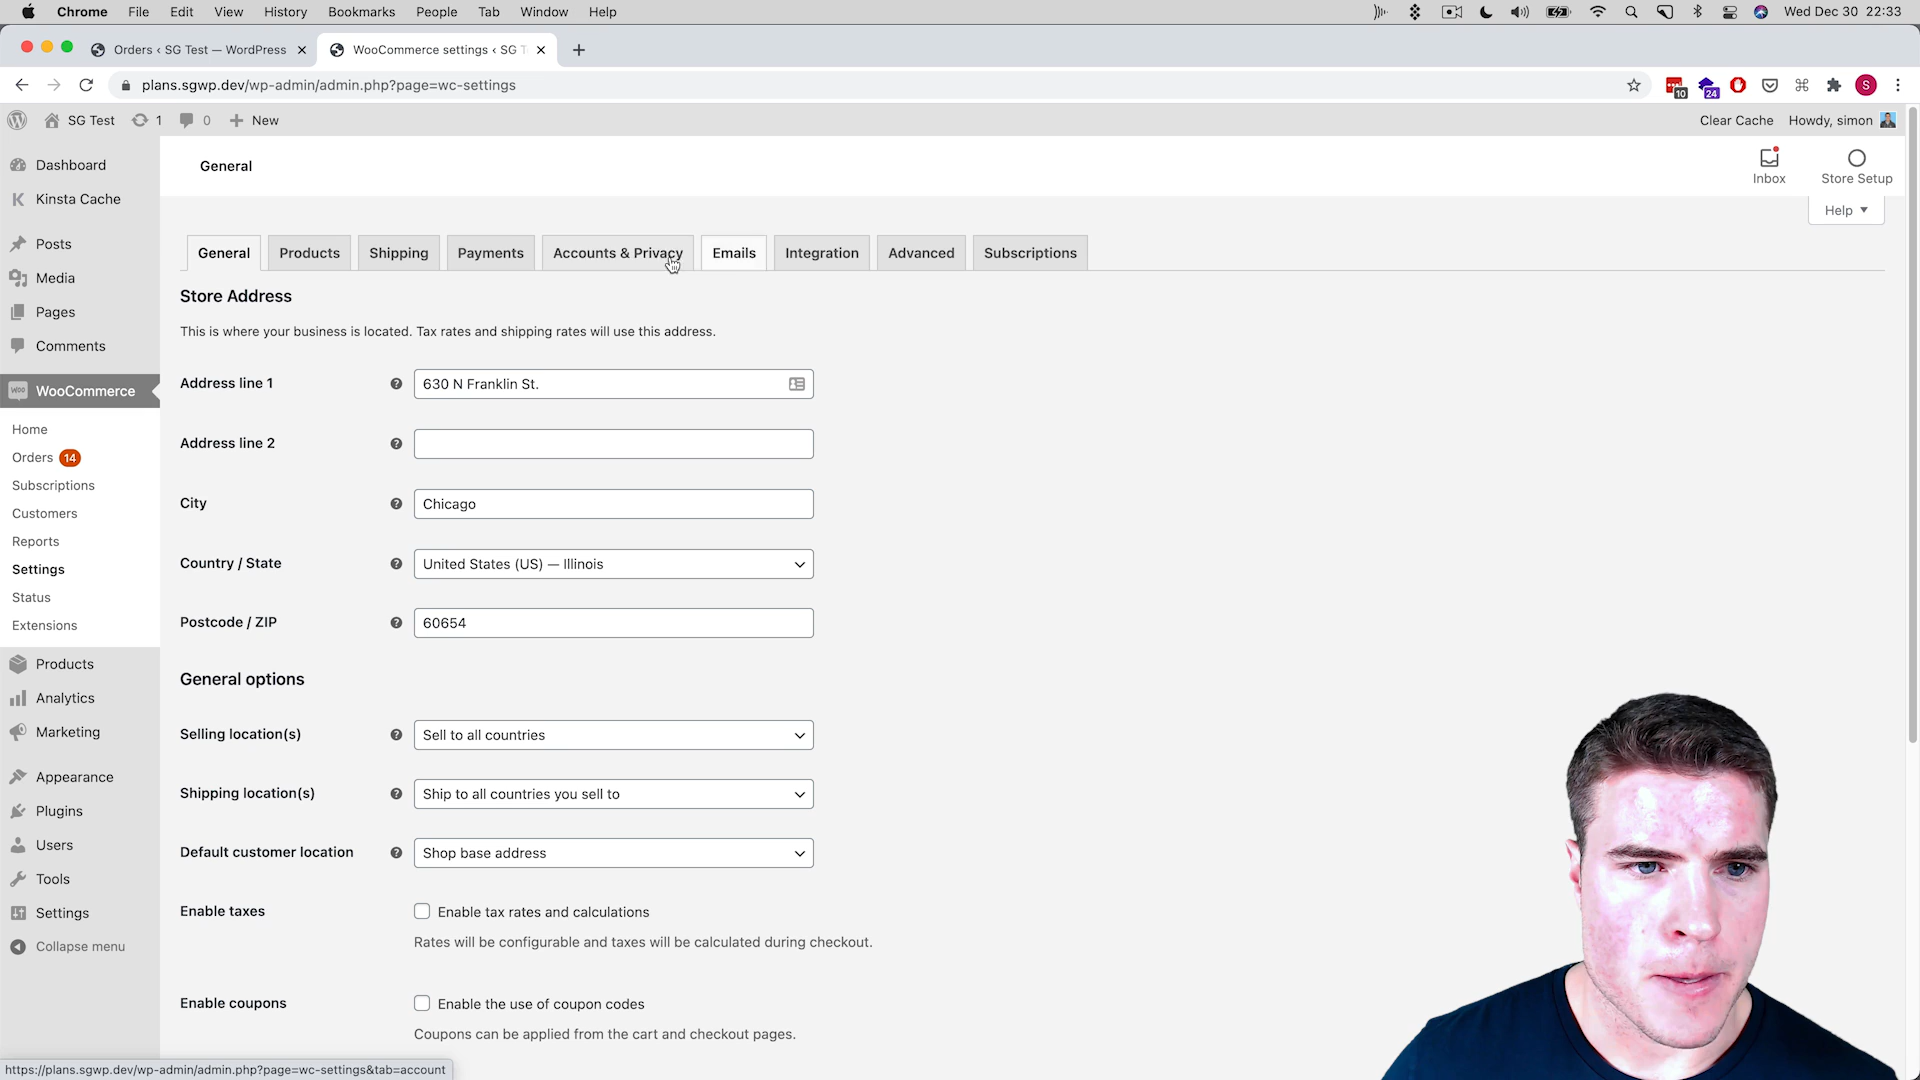 Chrome File Edit View History Bookmarks People Tab Window Help Wed Dec 30 22:33
Orders ‹ SG Test — WordPress WooCommerce settings ‹ SG T
plans.sgwp.dev/wp-admin/admin.php?page=wc-settings 10 24 S
SG Test 1 0 New Clear Cache Howdy, simon
Dashboard
Kinsta Cache
Posts
Media
Pages
Comments
WooCommerce
Home
Orders 14
Subscriptions
Customers
Reports
Settings
Status
Extensions
Products
Analytics
Marketing
Appearance
Plugins
Users
Tools
Settings
Collapse menu
General
Inbox
Store Setup
Help
General Products Shipping Payments Accounts & Privacy Emails Integration Advanced Subscriptions
Store Address
This is where your business is located. Tax rates and shipping rates will use this address.
Address line 1 630 N Franklin St.
Address line 2
City Chicago
Country / State United States (US) — Illinois
Postcode / ZIP 60654
General options
Selling location(s) Sell to all countries
Shipping location(s) Ship to all countries you sell to
Default customer location Shop base address
Enable taxes Enable tax rates and calculations
Rates will be configurable and taxes will be calculated during checkout.
Enable coupons Enable the use of coupon codes
Coupons can be applied from the cart and checkout pages.
https://plans.sgwp.dev/wp-admin/admin.php?page=wc-settings&tab=account